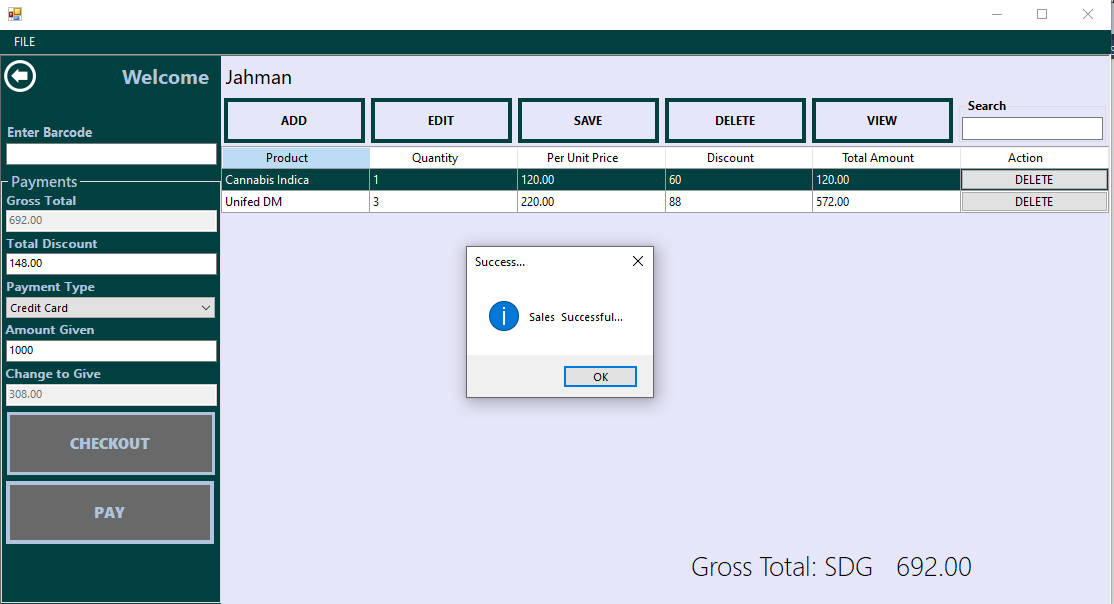 FILE
Welcome Jahman
Enter Barcode
Payments
Gross Total
692.00
Total Discount
148.00
Payment Type
Credit Card
Amount Given
1000
Change to Give
308.00
CHECKOUT
PAY
ADD EDIT SAVE DELETE VIEW
Search
Product Quantity Per Unit Price Discount Total Amount Action
Cannabis Indica 1 120.00 60 120.00 DELETE
Unifed DM 3 220.00 88 572.00 DELETE
Success...
Sales Successful...
OK
Gross Total: SDG 692.00